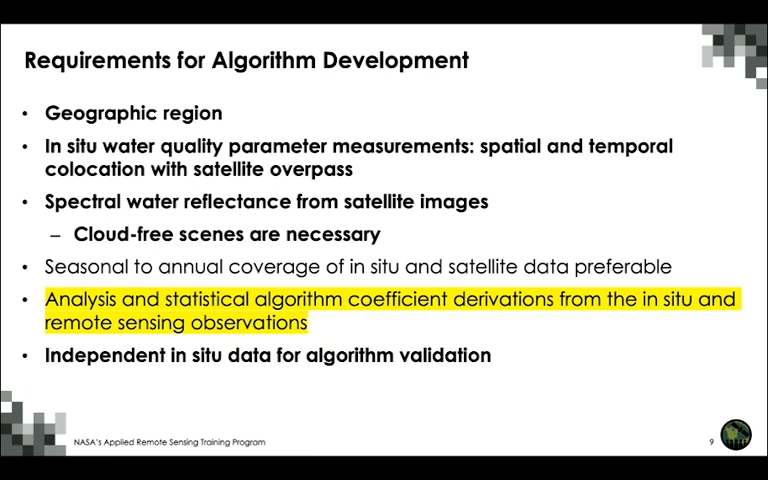 Requirements for Algorithm Development
• Geographic region
• In situ water quality parameter measurements: spatial and temporal
colocation with satellite overpass
• Spectral water reflectance from satellite images
– Cloud-free scenes are necessary
• Seasonal to annual coverage of in situ and satellite data preferable
• Analysis and statistical algorithm coefficient derivations from the in situ and
remote sensing observations
• Independent in situ data for algorithm validation
NASA's Applied Remote Sensing Training Program
9